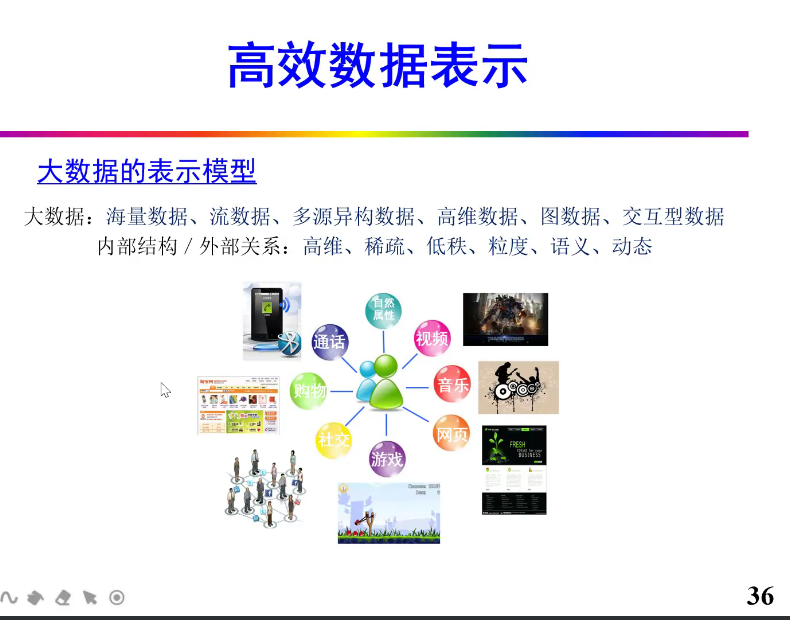 高效数据表示
大数据的表示模型
大数据：海量数据、流数据、多源异构数据、高维数据、图数据、交互型数据
内部结构 / 外部关系：高维、稀疏、低秩、粒度、语义、动态
自然
属性
通话
视频
购物
音乐
社交
网页
游戏
淘宝网
FRESH
BUSINESS
36